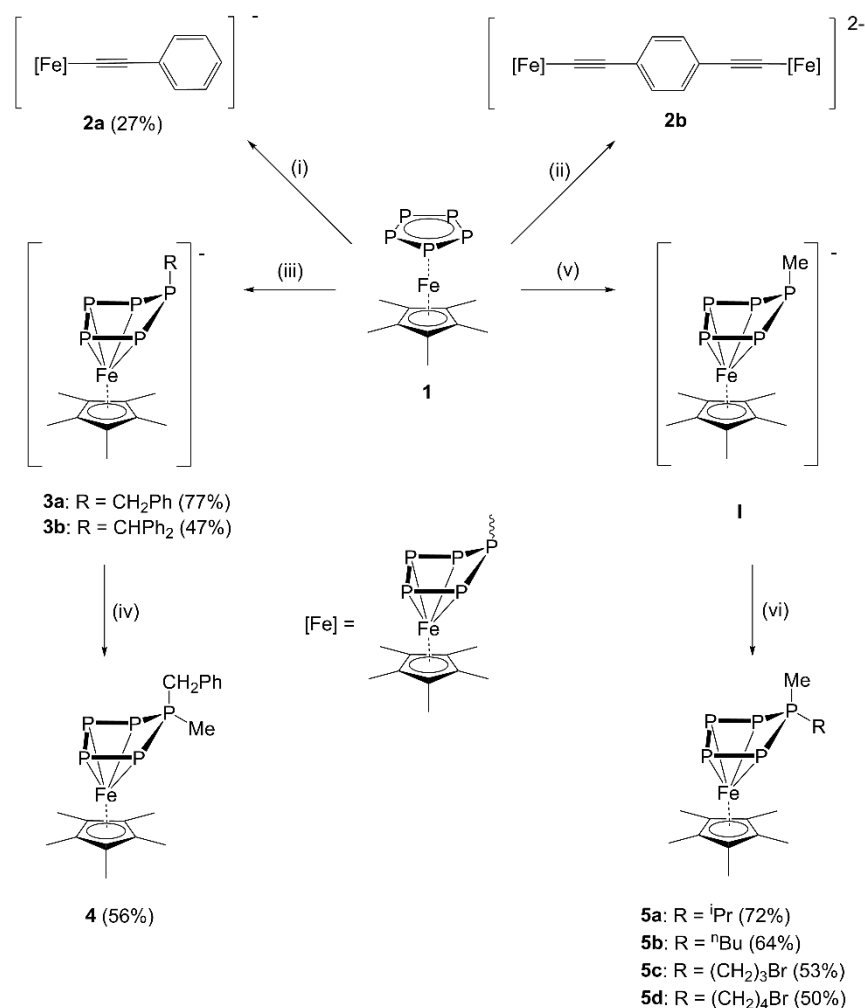 [Fe]
-
2a (27%)
[Fe]
[Fe]
2-
2b
(i)
(ii)
P
P
P
P
P
Fe
1
(iii)
(v)
R
P
P
P
P
P
Fe
-
3a: R = CH₂Ph (77%)
3b: R = CHPh₂ (47%)
Me
P
P
P
P
P
Fe
-
I
[Fe] =
P
P
P
P
P
Fe
(iv)
(vi)
CH₂Ph
P
P
P
Me
P
P
Fe
4 (56%)
Me
P
P
P
R
P
P
Fe
5a: R = ⁱPr (72%)
5b: R = ⁿBu (64%)
5c: R = (CH₂)₃Br (53%)
5d: R = (CH₂)₄Br (50%)